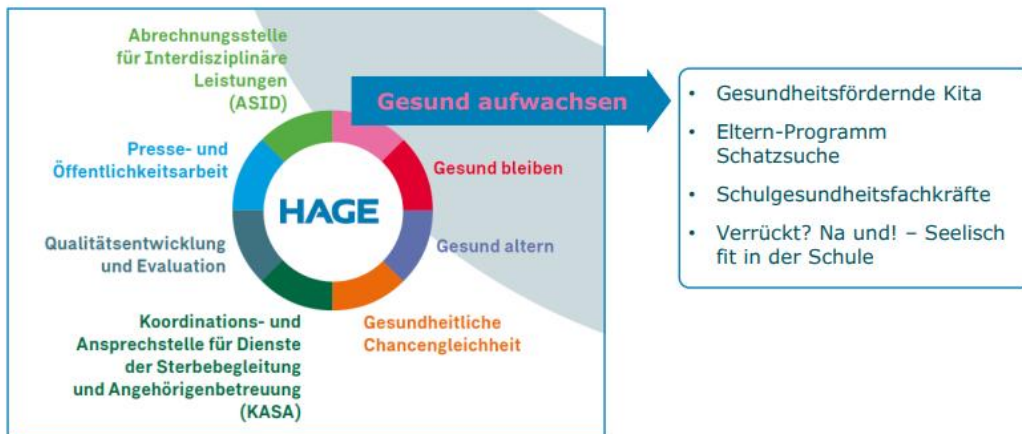 Abrechnungsstelle
für Interdisziplinäre
Leistungen
(ASID)
Gesund aufwachsen
Presse- und
Öffentlichkeitsarbeit
Gesund bleiben
HAGE
Qualitätsentwicklung
und Evaluation
Gesund altern
Koordinations- und
Ansprechstelle für Dienste
der Sterbebegleitung
und Angehörigenbetreuung
(KASA)
Gesundheitliche
Chancengleichheit
• Gesundheitsfördernde Kita
• Eltern-Programm
Schatzsuche
• Schulgesundheitsfachkräfte
• Verrückt? Na und! – Seelisch
fit in der Schule